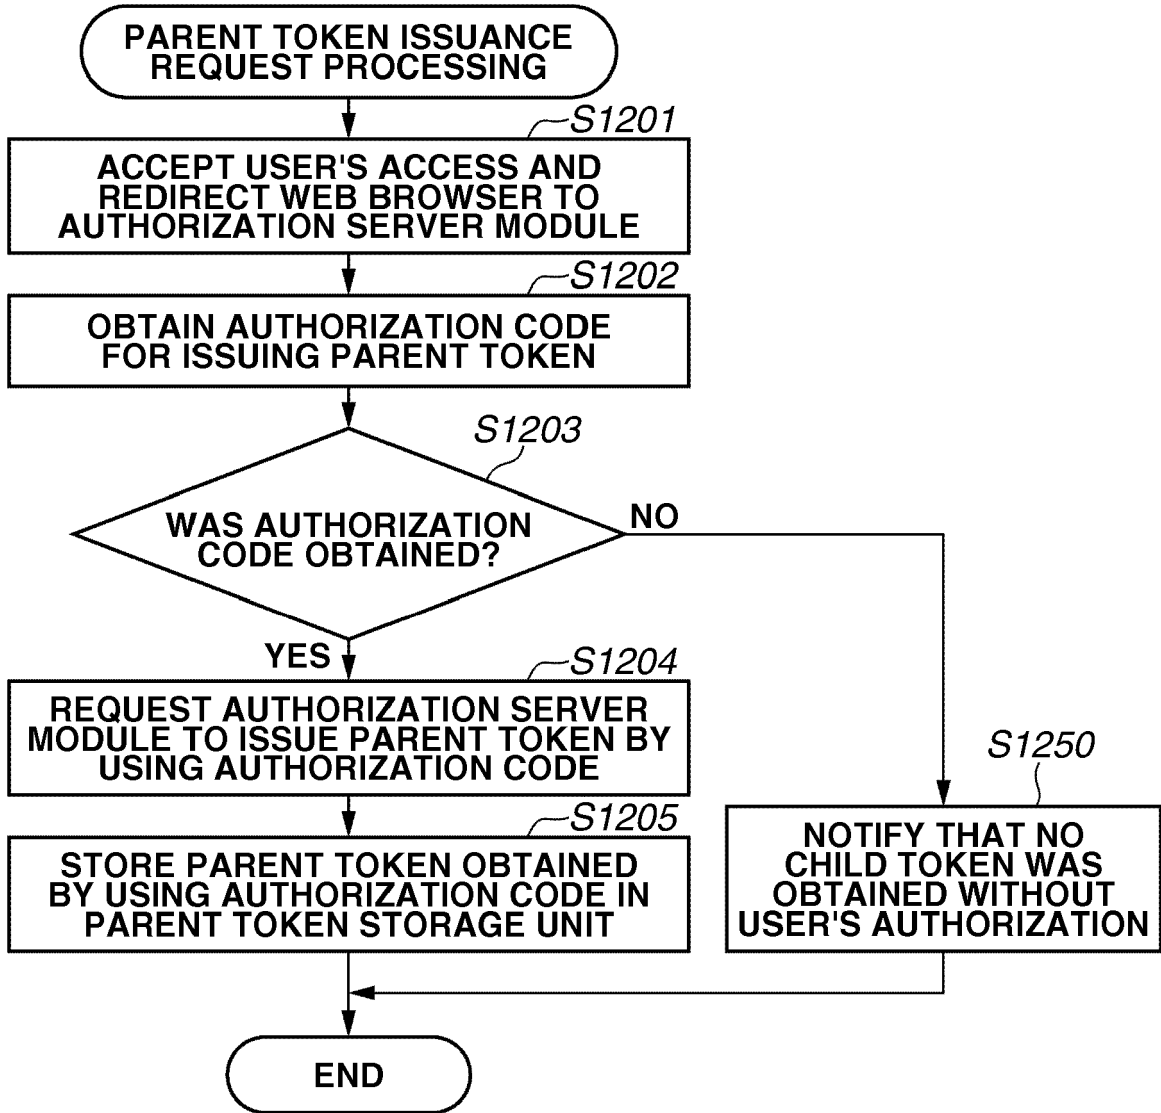 PARENT TOKEN ISSUANCE
REQUEST PROCESSING
S1201
ACCEPT USER'S ACCESS AND
REDIRECT WEB BROWSER TO
AUTHORIZATION SERVER MODULE
S1202
OBTAIN AUTHORIZATION CODE
FOR ISSUING PARENT TOKEN
S1203
WAS AUTHORIZATION
CODE OBTAINED?
NO
YES
S1204
REQUEST AUTHORIZATION SERVER
MODULE TO ISSUE PARENT TOKEN BY
USING AUTHORIZATION CODE
S1250
NOTIFY THAT NO
CHILD TOKEN WAS
OBTAINED WITHOUT
USER'S AUTHORIZATION
S1205
STORE PARENT TOKEN OBTAINED
BY USING AUTHORIZATION CODE IN
PARENT TOKEN STORAGE UNIT
END